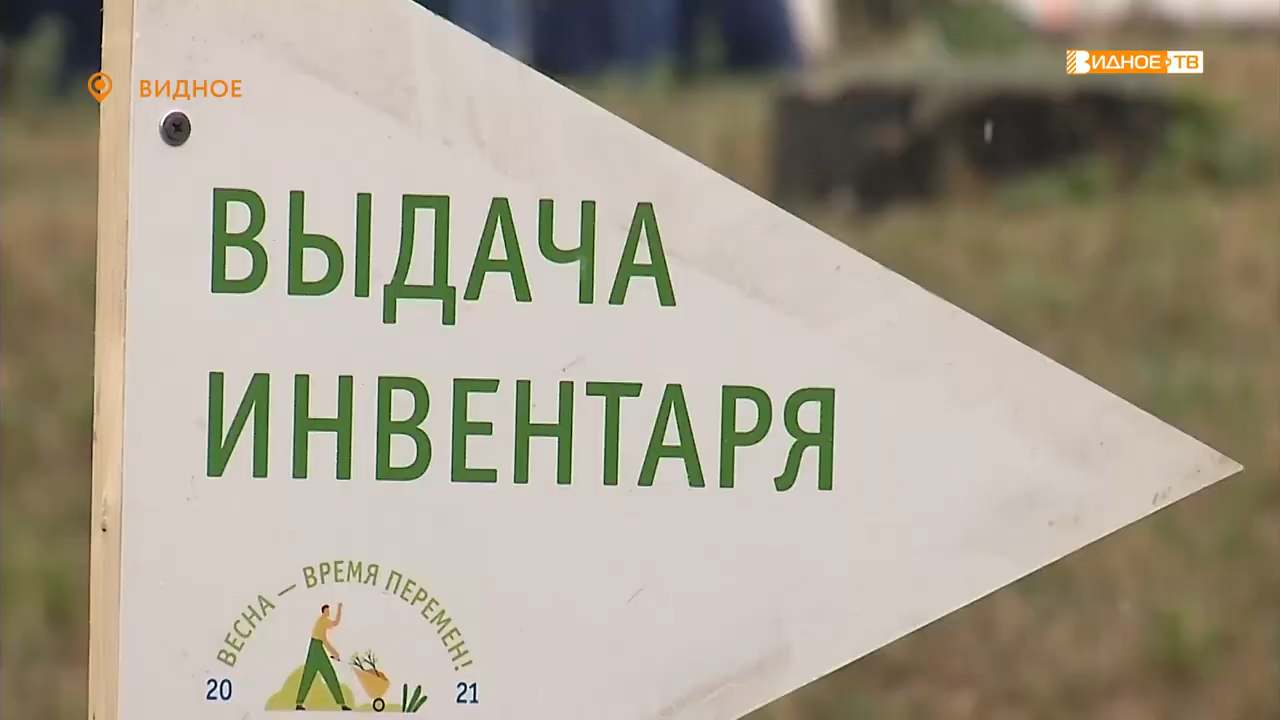 ВИДНОЕ
ВИДНОЕ ТВ
ВЫДАЧА
ИНВЕНТАРЯ
ВЕСНА — ВРЕМЯ ПЕРЕМЕН!
20 21